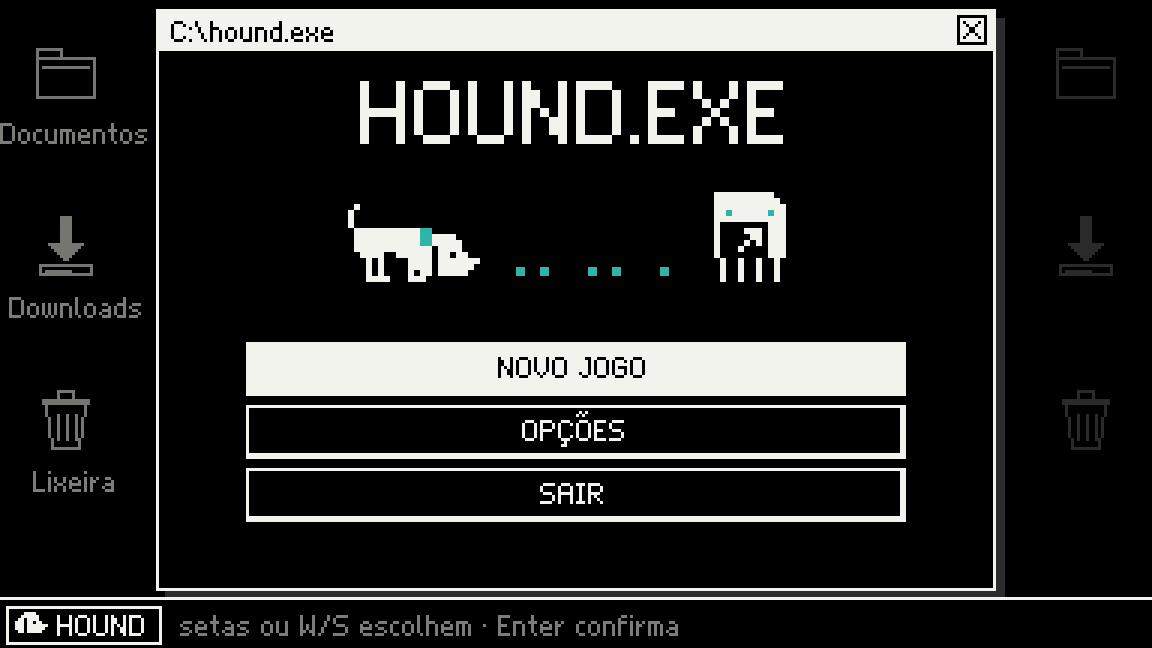 C:\hound.exe
HOUND.EXE
Documentos
Downloads
Lixeira
NOVO JOGO
OPÇÕES
SAIR
HOUND
setas ou W/S escolhem · Enter confirma